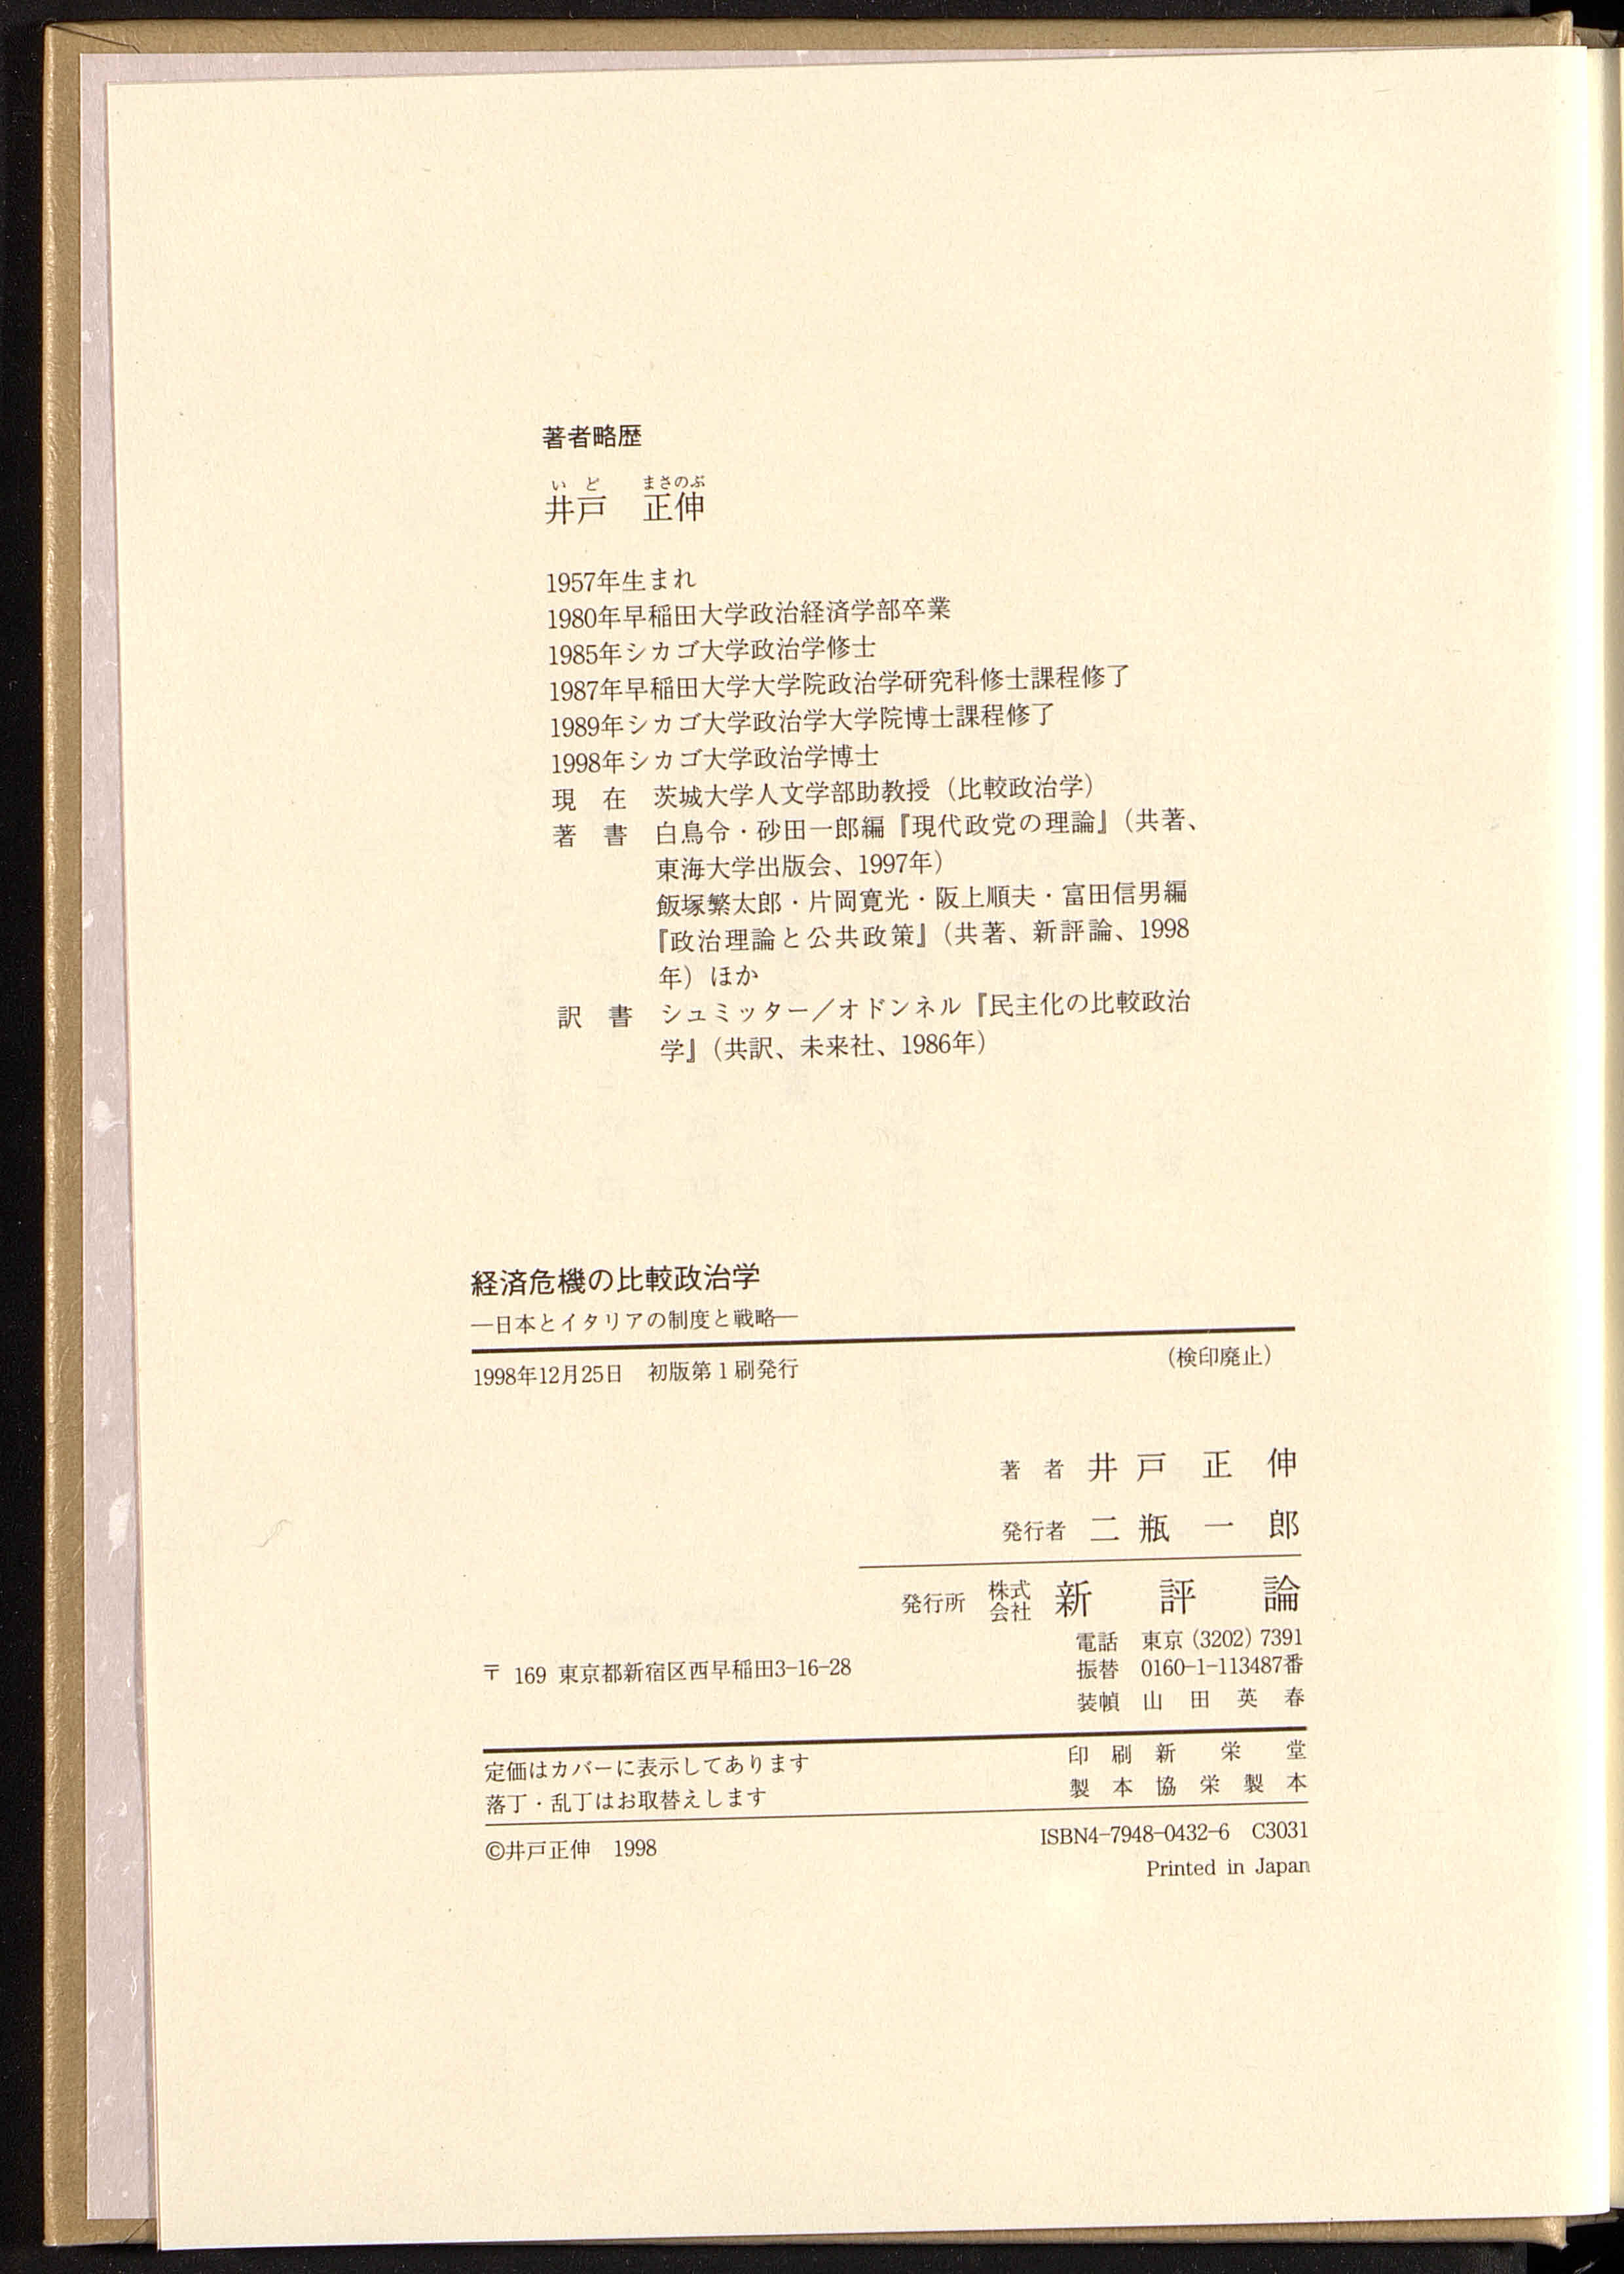 著者略歴
いど まさのぶ
井戸 正伸
1957年生まれ
1980年早稲田大学政治経済学部卒業
1985年シカゴ大学政治学修士
1987年早稲田大学大学院政治学研究科修士課程修了
1989年シカゴ大学政治学大学院博士課程修了
1998年シカゴ大学政治学博士
現 在 茨城大学人文学部助教授（比較政治学）
著 書 白鳥令・砂田一郎編『現代政党の理論』（共著、
東海大学出版会、1997年）
飯塚繁太郎・片岡寛光・阪上順夫・富田信男編
『政治理論と公共政策』（共著、新評論、1998
年）ほか
訳 書 シュミッター／オドンネル『民主化の比較政治
学』（共訳、未来社、1986年）
経済危機の比較政治学
―日本とイタリアの制度と戦略―
1998年12月25日 初版第1刷発行 （検印廃止）
著 者 井 戸 正 伸
発行者 二 瓶 一 郎
発行所 株式会社 新 評 論
電話 東京（3202）7391
〒 169 東京都新宿区西早稲田3-16-28 振替 0160-1-113487番
装幀 山 田 英 春
定価はカバーに表示してあります 印 刷 新 栄 堂
落丁・乱丁はお取替えします 製 本 協 栄 製 本
©井戸正伸 1998 ISBN4-7948-0432-6 C3031
Printed in Japan